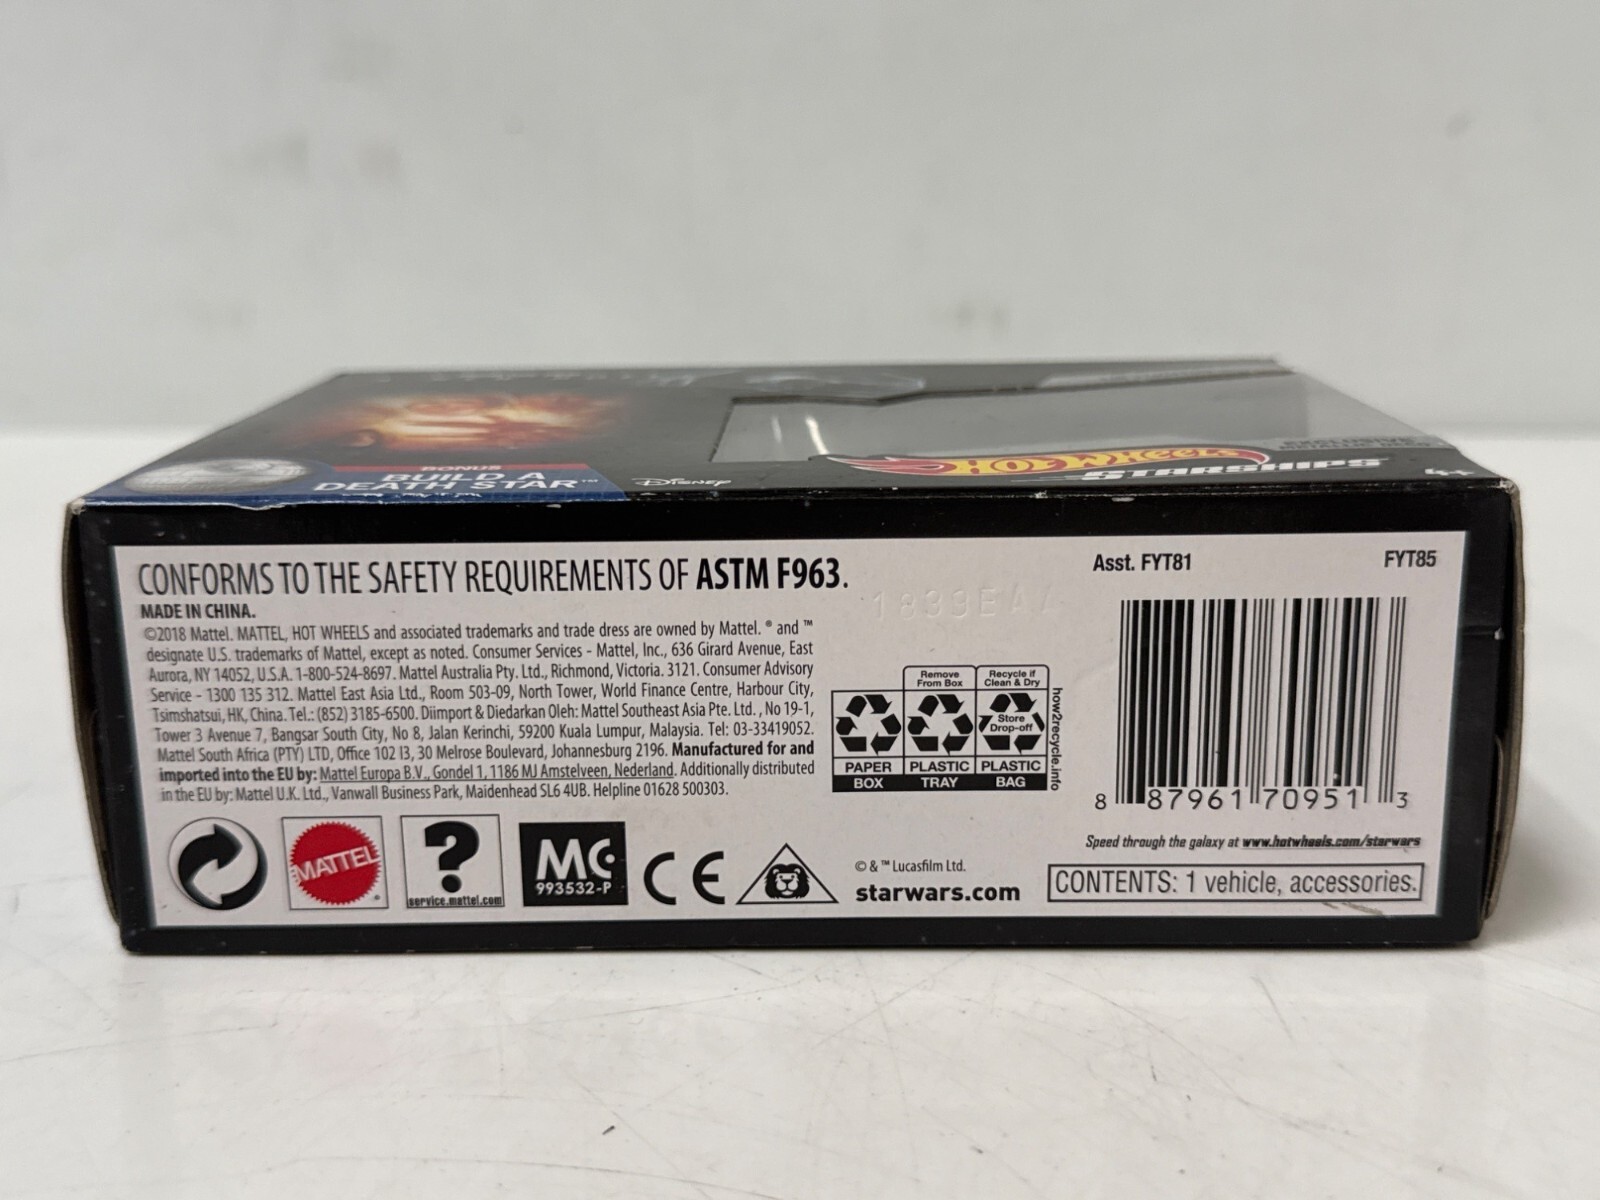 BONUS
BUILD A
DEATH STAR™
Disney
HOT WHEELS
STARSHIPS
EXCLUSIVE
4+
CONFORMS TO THE SAFETY REQUIREMENTS OF ASTM F963.
MADE IN CHINA.
©2018 Mattel. MATTEL, HOT WHEELS and associated trademarks and trade dress are owned by Mattel. ® and ™
designate U.S. trademarks of Mattel, except as noted. Consumer Services - Mattel, Inc., 636 Girard Avenue, East
Aurora, NY 14052, U.S.A. 1-800-524-8697. Mattel Australia Pty. Ltd., Richmond, Victoria. 3121. Consumer Advisory
Service - 1300 135 312. Mattel East Asia Ltd., Room 503-09, North Tower, World Finance Centre, Harbour City,
Tsimshatsui, HK, China. Tel.: (852) 3185-6500. Diimport & Diedarkan Oleh: Mattel Southeast Asia Pte. Ltd., No 19-1,
Tower 3 Avenue 7, Bangsar South City, No 8, Jalan Kerinchi, 59200 Kuala Lumpur, Malaysia. Tel: 03-33419052.
Mattel South Africa (PTY) LTD, Office 102 I3, 30 Melrose Boulevard, Johannesburg 2196. Manufactured for and
imported into the EU by: Mattel Europa B.V., Gondel 1, 1186 MJ Amstelveen, Nederland. Additionally distributed
in the EU by: Mattel U.K. Ltd., Vanwall Business Park, Maidenhead SL6 4UB. Helpline 01628 500303.
MATTEL
?
service.mattel.com
MC
993532-P
CE
1839EAA
Remove
From Box
Recycle if
Clean & Dry
Store
Drop-off
PAPER
BOX
PLASTIC
TRAY
PLASTIC
BAG
how2recycle.info
© & ™ Lucasfilm Ltd.
starwars.com
Asst. FYT81
FYT85
8 87961 70951 3
Speed through the galaxy at www.hotwheels.com/starwars
CONTENTS: 1 vehicle, accessories.